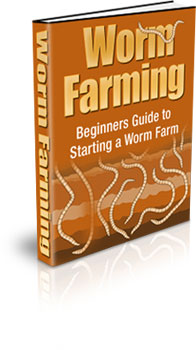 Worm
Farming
Beginners Guide to
Starting a Worm Farm
Worm Farming